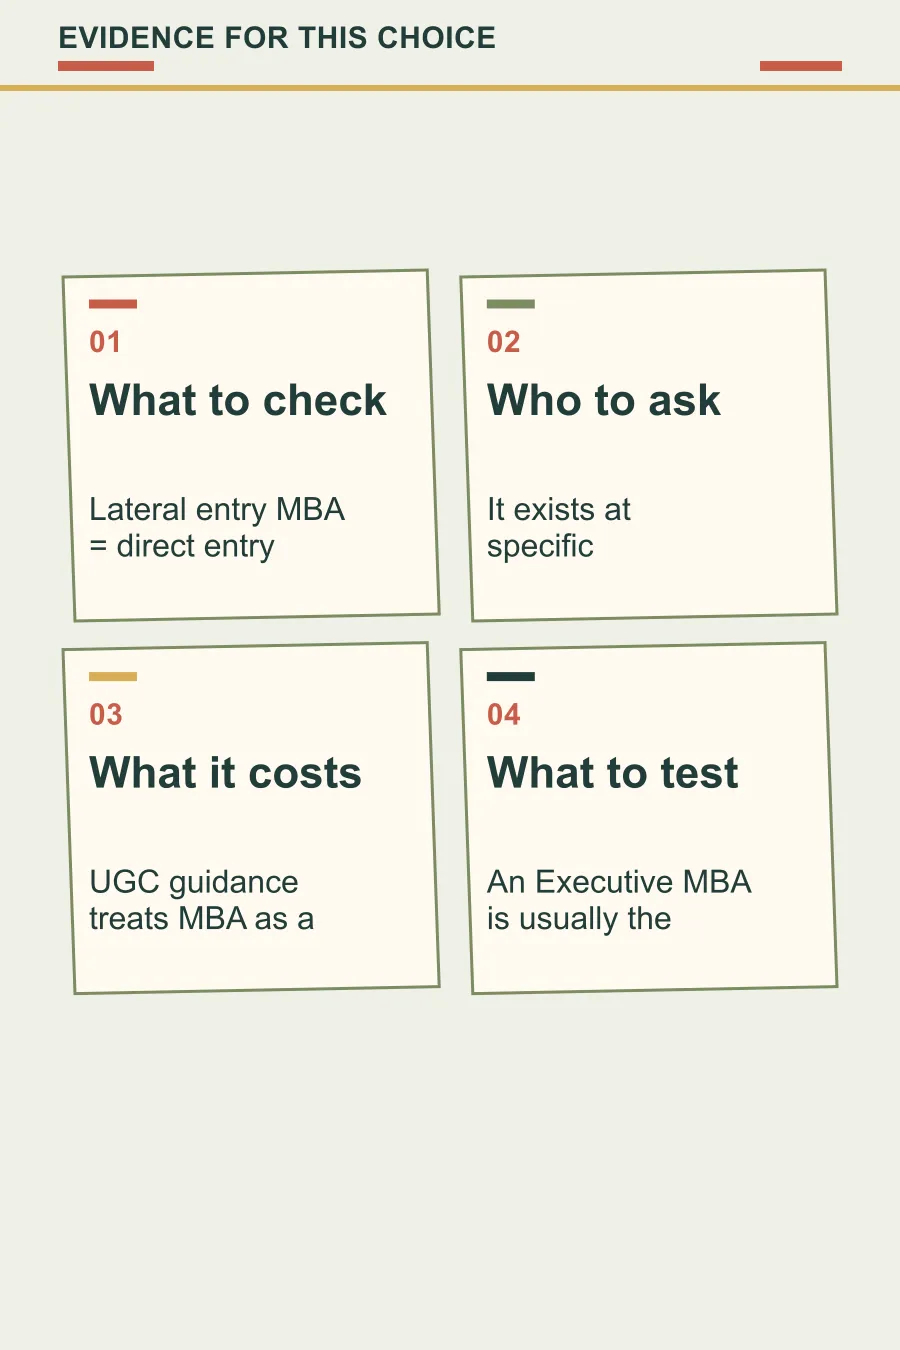 EVIDENCE FOR THIS CHOICE
01
What to check
Lateral entry MBA
= direct entry
02
Who to ask
It exists at
specific
03
What it costs
UGC guidance
treats MBA as a
04
What to test
An Executive MBA
is usually the